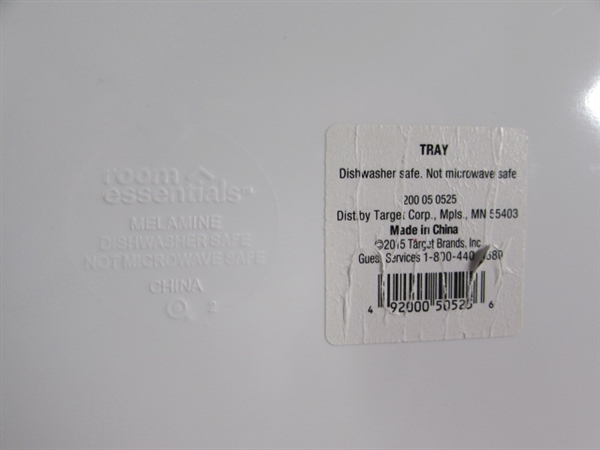 room
essentials™
MELAMINE
DISHWASHER SAFE
NOT MICROWAVE SAFE
CHINA
2
TRAY
Dishwasher safe. Not microwave safe
200 05 0525
Dist.by Target Corp., Mpls., MN 55403
Made in China
©2015 Target Brands, Inc
Guest Services 1-800-440-
4 92000 50525 6